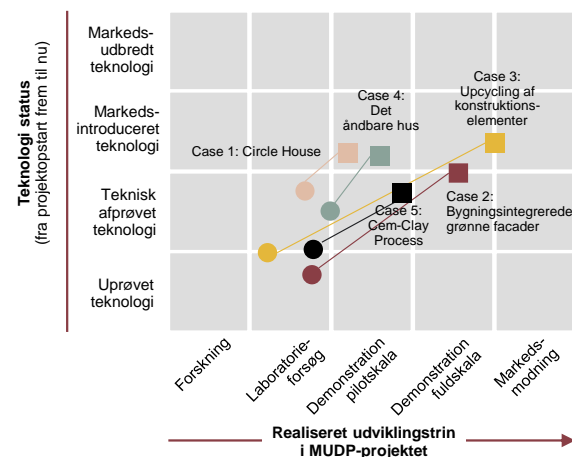 Teknologi status
(fra projektopstart frem til nu)
Markeds-
udbredt
teknologi
Markeds-
introduceret
teknologi
Teknisk
afprøvet
teknologi
Uprøvet
teknologi
Case 1: Circle House
Case 4:
Det
åndbare hus
Case 3:
Upcycling af
konstruktions-
elementer
Case 5:
Cem-Clay
Process
Case 2:
Bygningsintegrerede
grønne facader
Forskning
Laboratorie-
forsøg
Demonstration
pilotskala
Demonstration
fuldskala
Markeds-
modning
Realiseret udviklingstrin
i MUDP-projektet